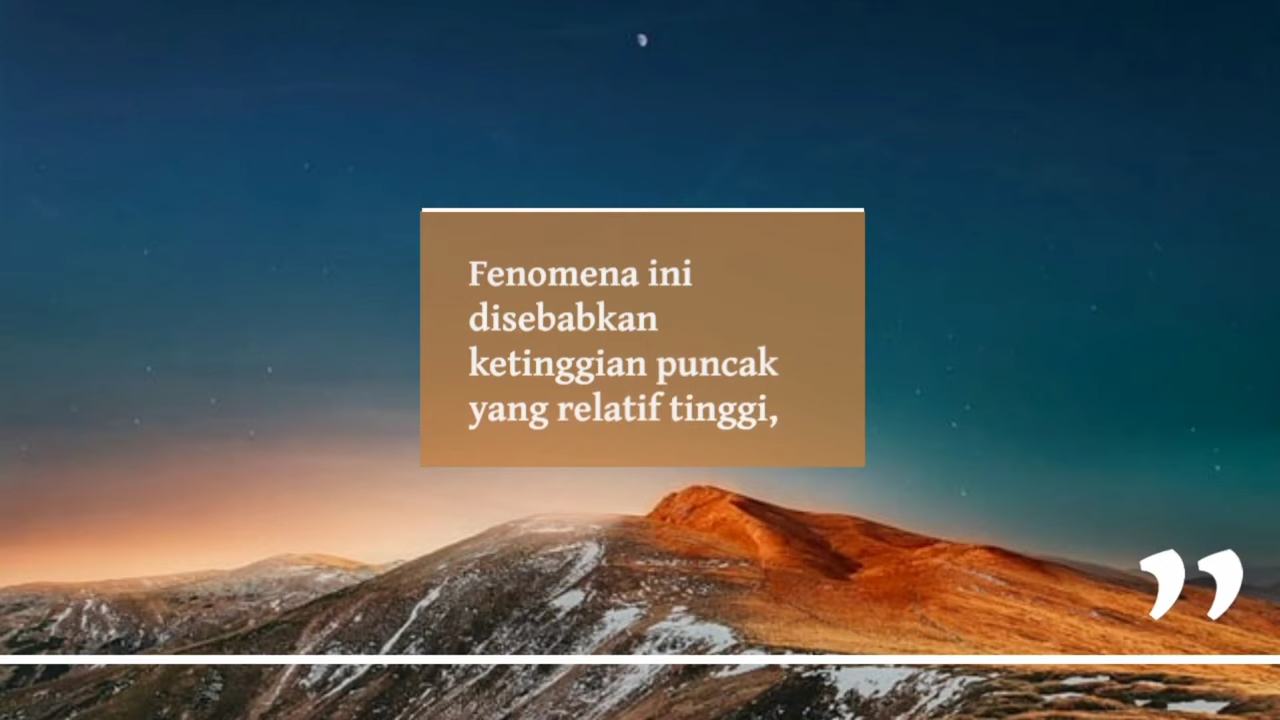 Fenomena ini
disebabkan
ketinggian puncak
yang relatif tinggi,
”